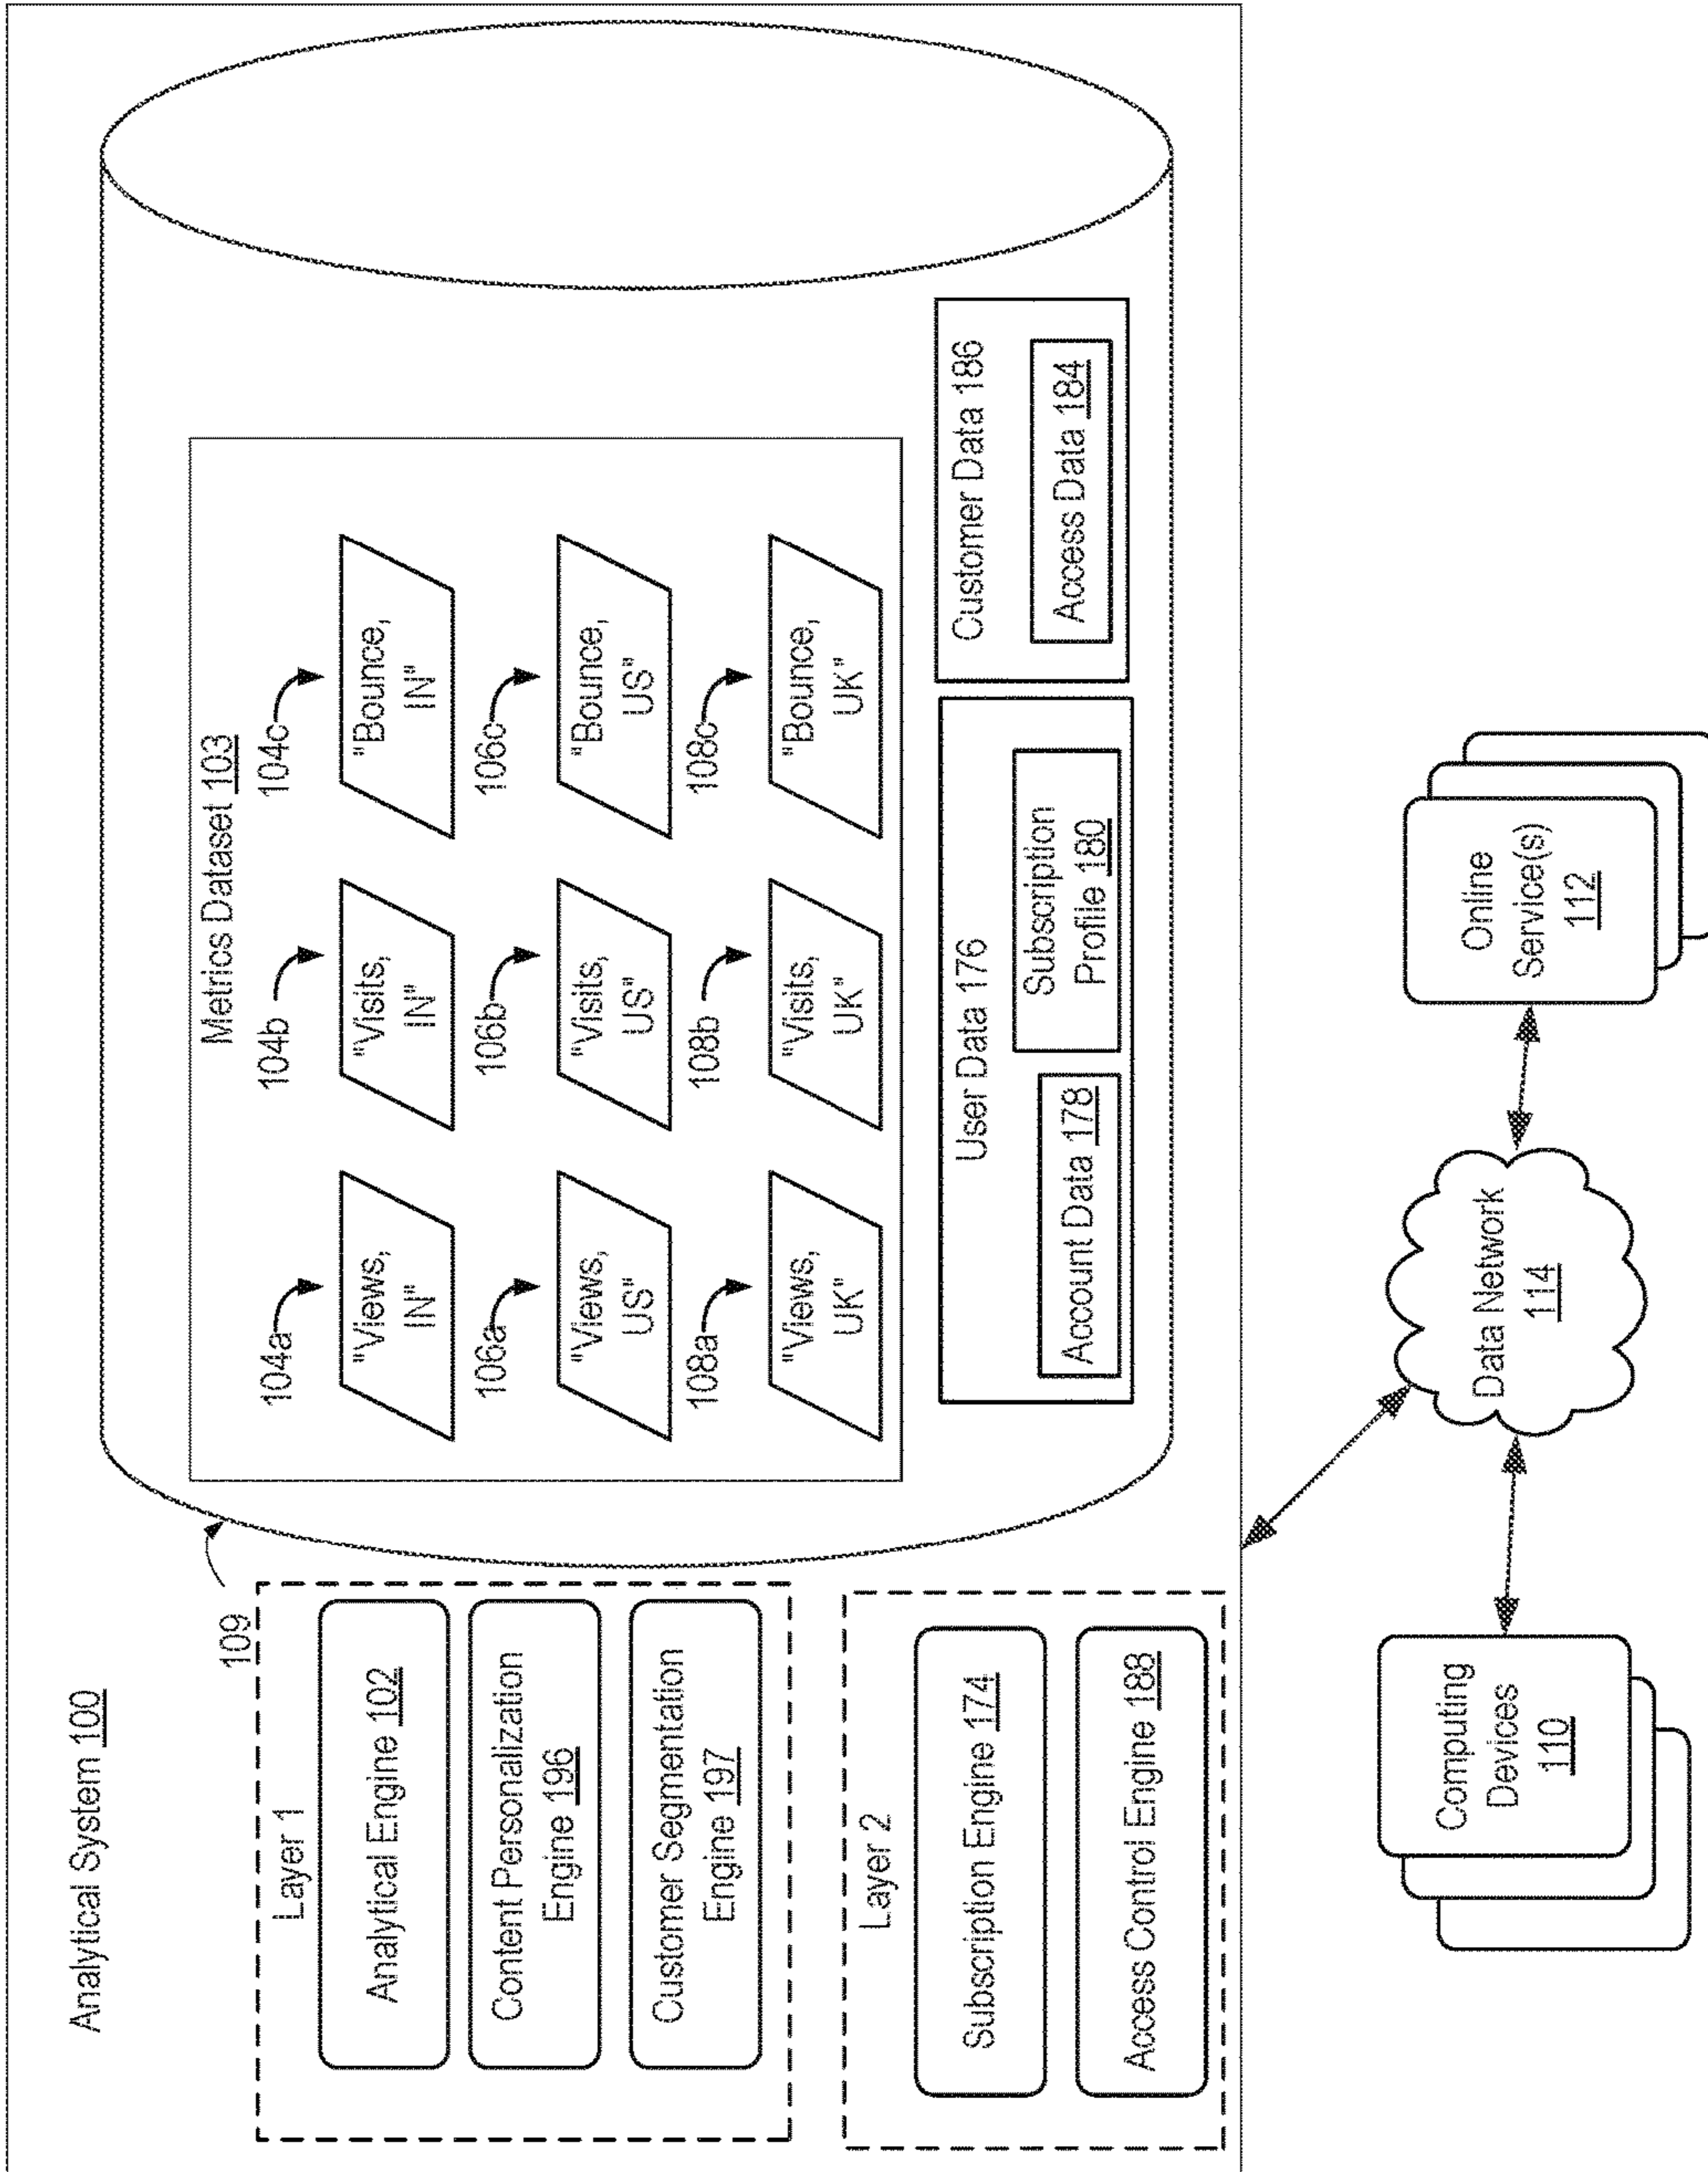 Analytical System 100
109
Layer 1
Analytical Engine 102
Content Personalization
Engine 196
Customer Segmentation
Engine 197
Layer 2
Subscription Engine 174
Access Control Engine 188
Metrics Dataset 103
104a
104b
104c
"Views,
IN"
"Visits,
IN"
"Bounce,
IN"
106a
106b
106c
"Views,
US"
"Visits,
US"
"Bounce,
US"
108a
108b
108c
"Views,
UK"
"Visits,
UK"
"Bounce,
UK"
User Data 176
Account Data 178
Subscription
Profile 180
Customer Data 186
Access Data 184
Computing
Devices
110
Data Network
114
Online
Service(s)
112